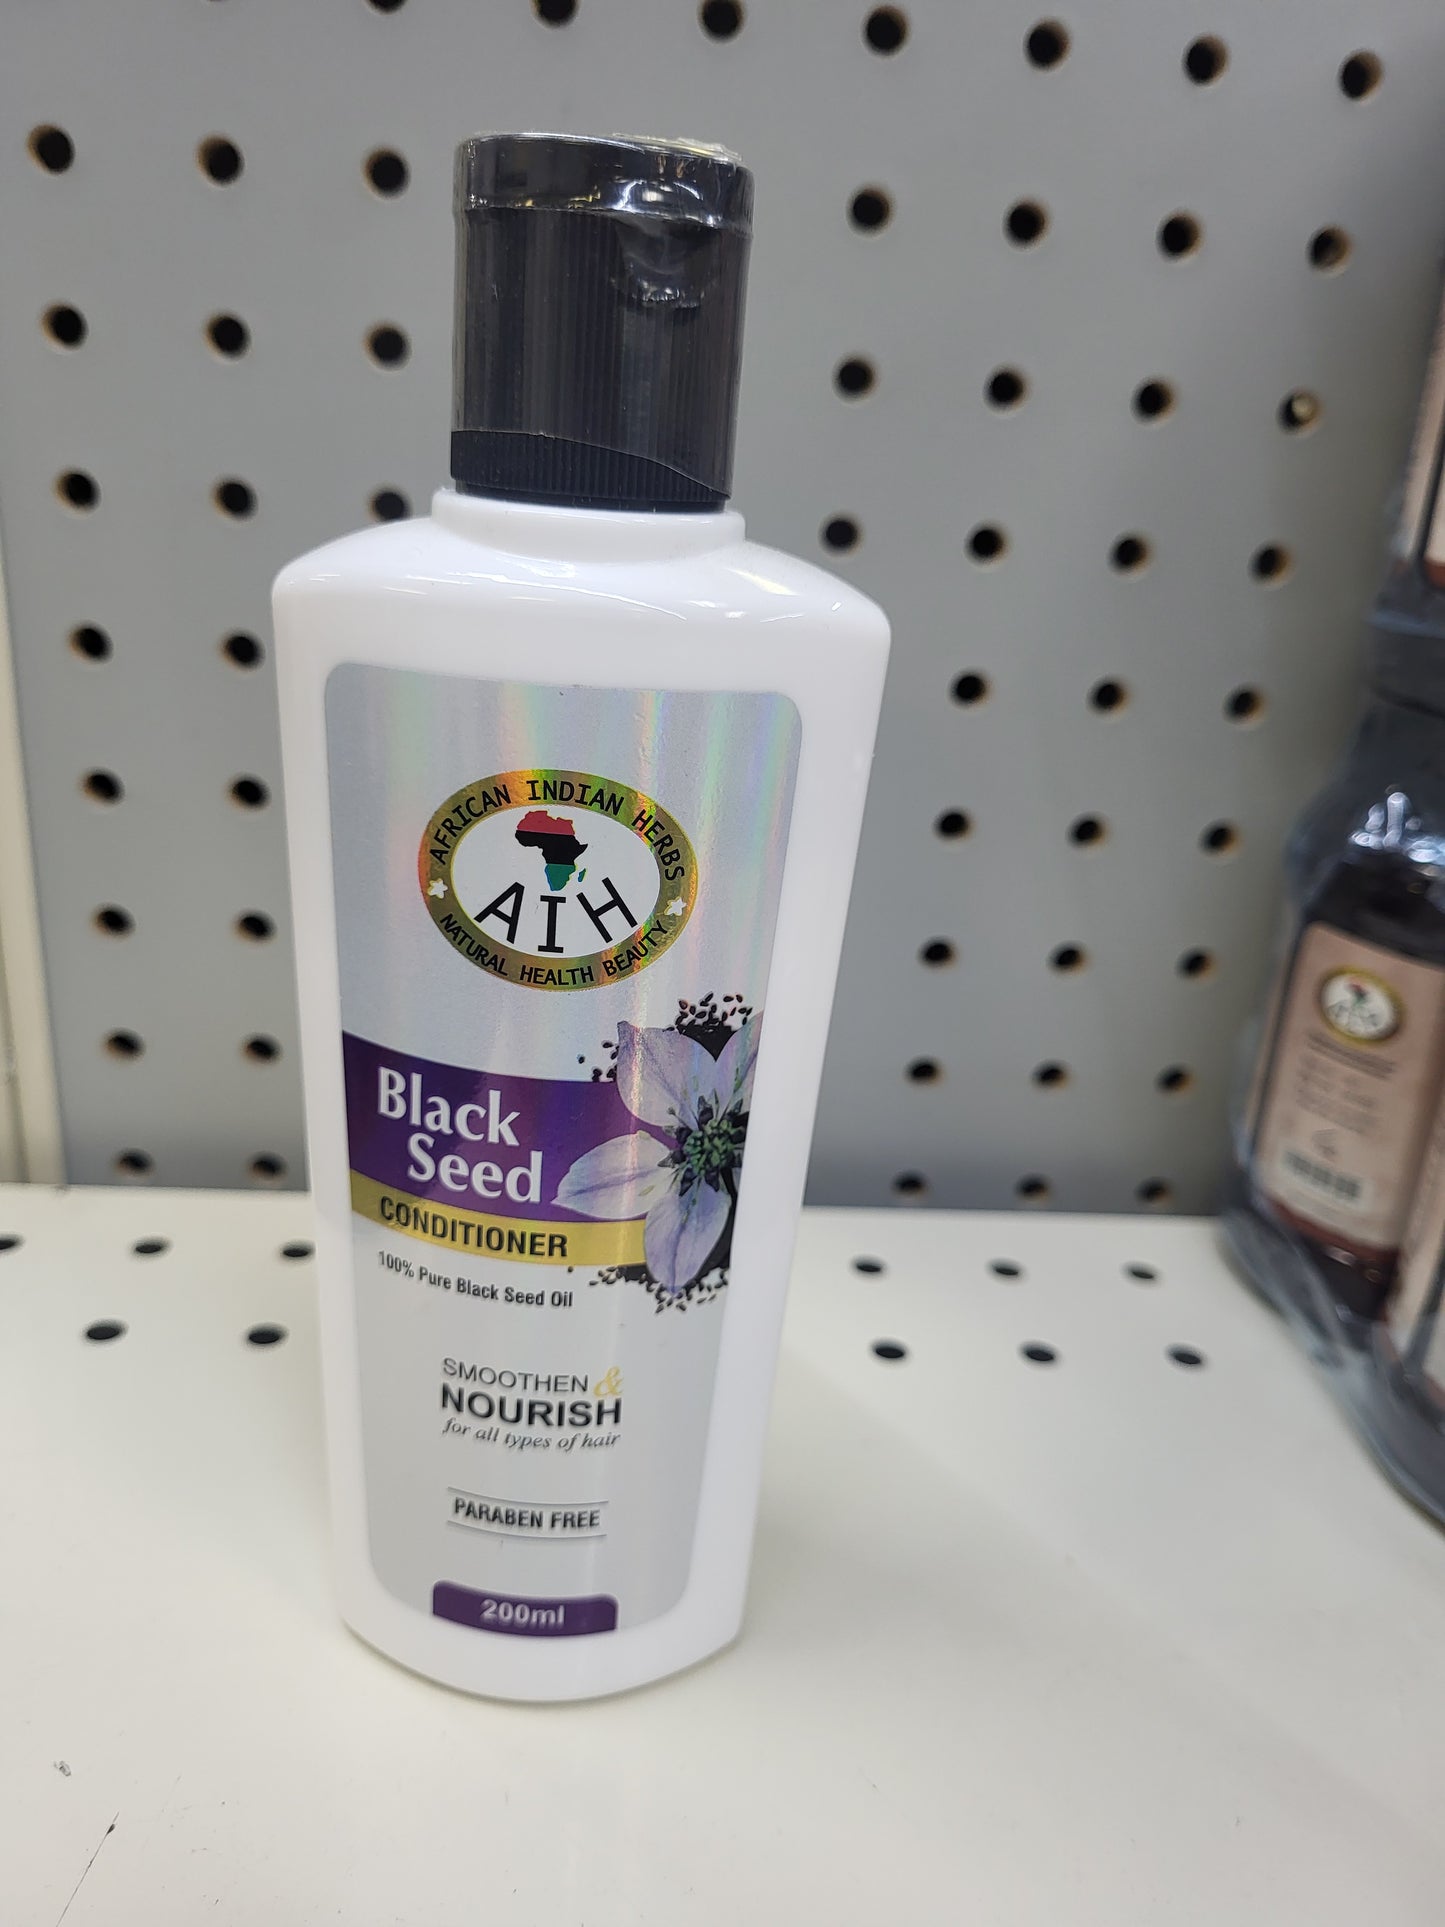 AFRICAN INDIAN HERBS
AIH
NATURAL HEALTH BEAUTY
Black
Seed
CONDITIONER
100% Pure Black Seed Oil
SMOOTHEN &
NOURISH
for all types of hair
PARABEN FREE
200ml